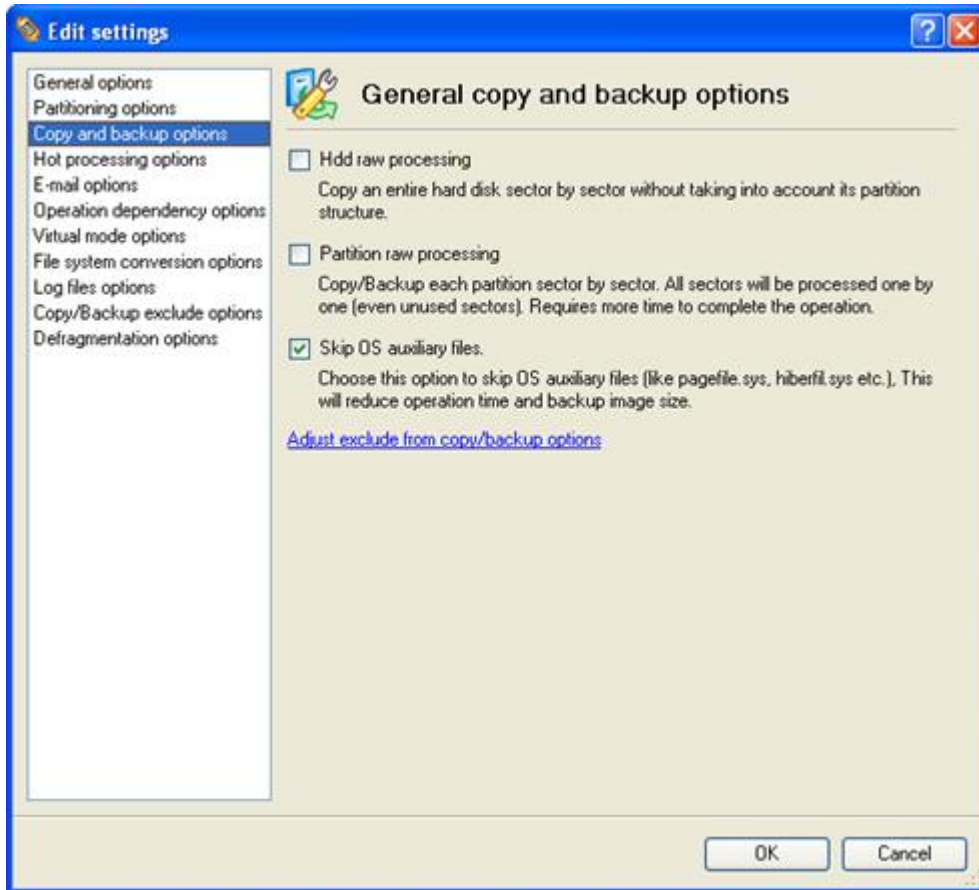 Edit settings
General options
Partitioning options
Copy and backup options
Hot processing options
E-mail options
Operation dependency options
Virtual mode options
File system conversion options
Log files options
Copy/Backup exclude options
Defragmentation options
General copy and backup options
Hdd raw processing
Copy an entire hard disk sector by sector without taking into account its partition
structure.
Partition raw processing
Copy/Backup each partition sector by sector. All sectors will be processed one by
one (even unused sectors). Requires more time to complete the operation.
Skip OS auxiliary files.
Choose this option to skip OS auxiliary files (like pagefile.sys, hiberfil.sys etc.), This
will reduce operation time and backup image size.
Adjust exclude from copy/backup options
OK
Cancel